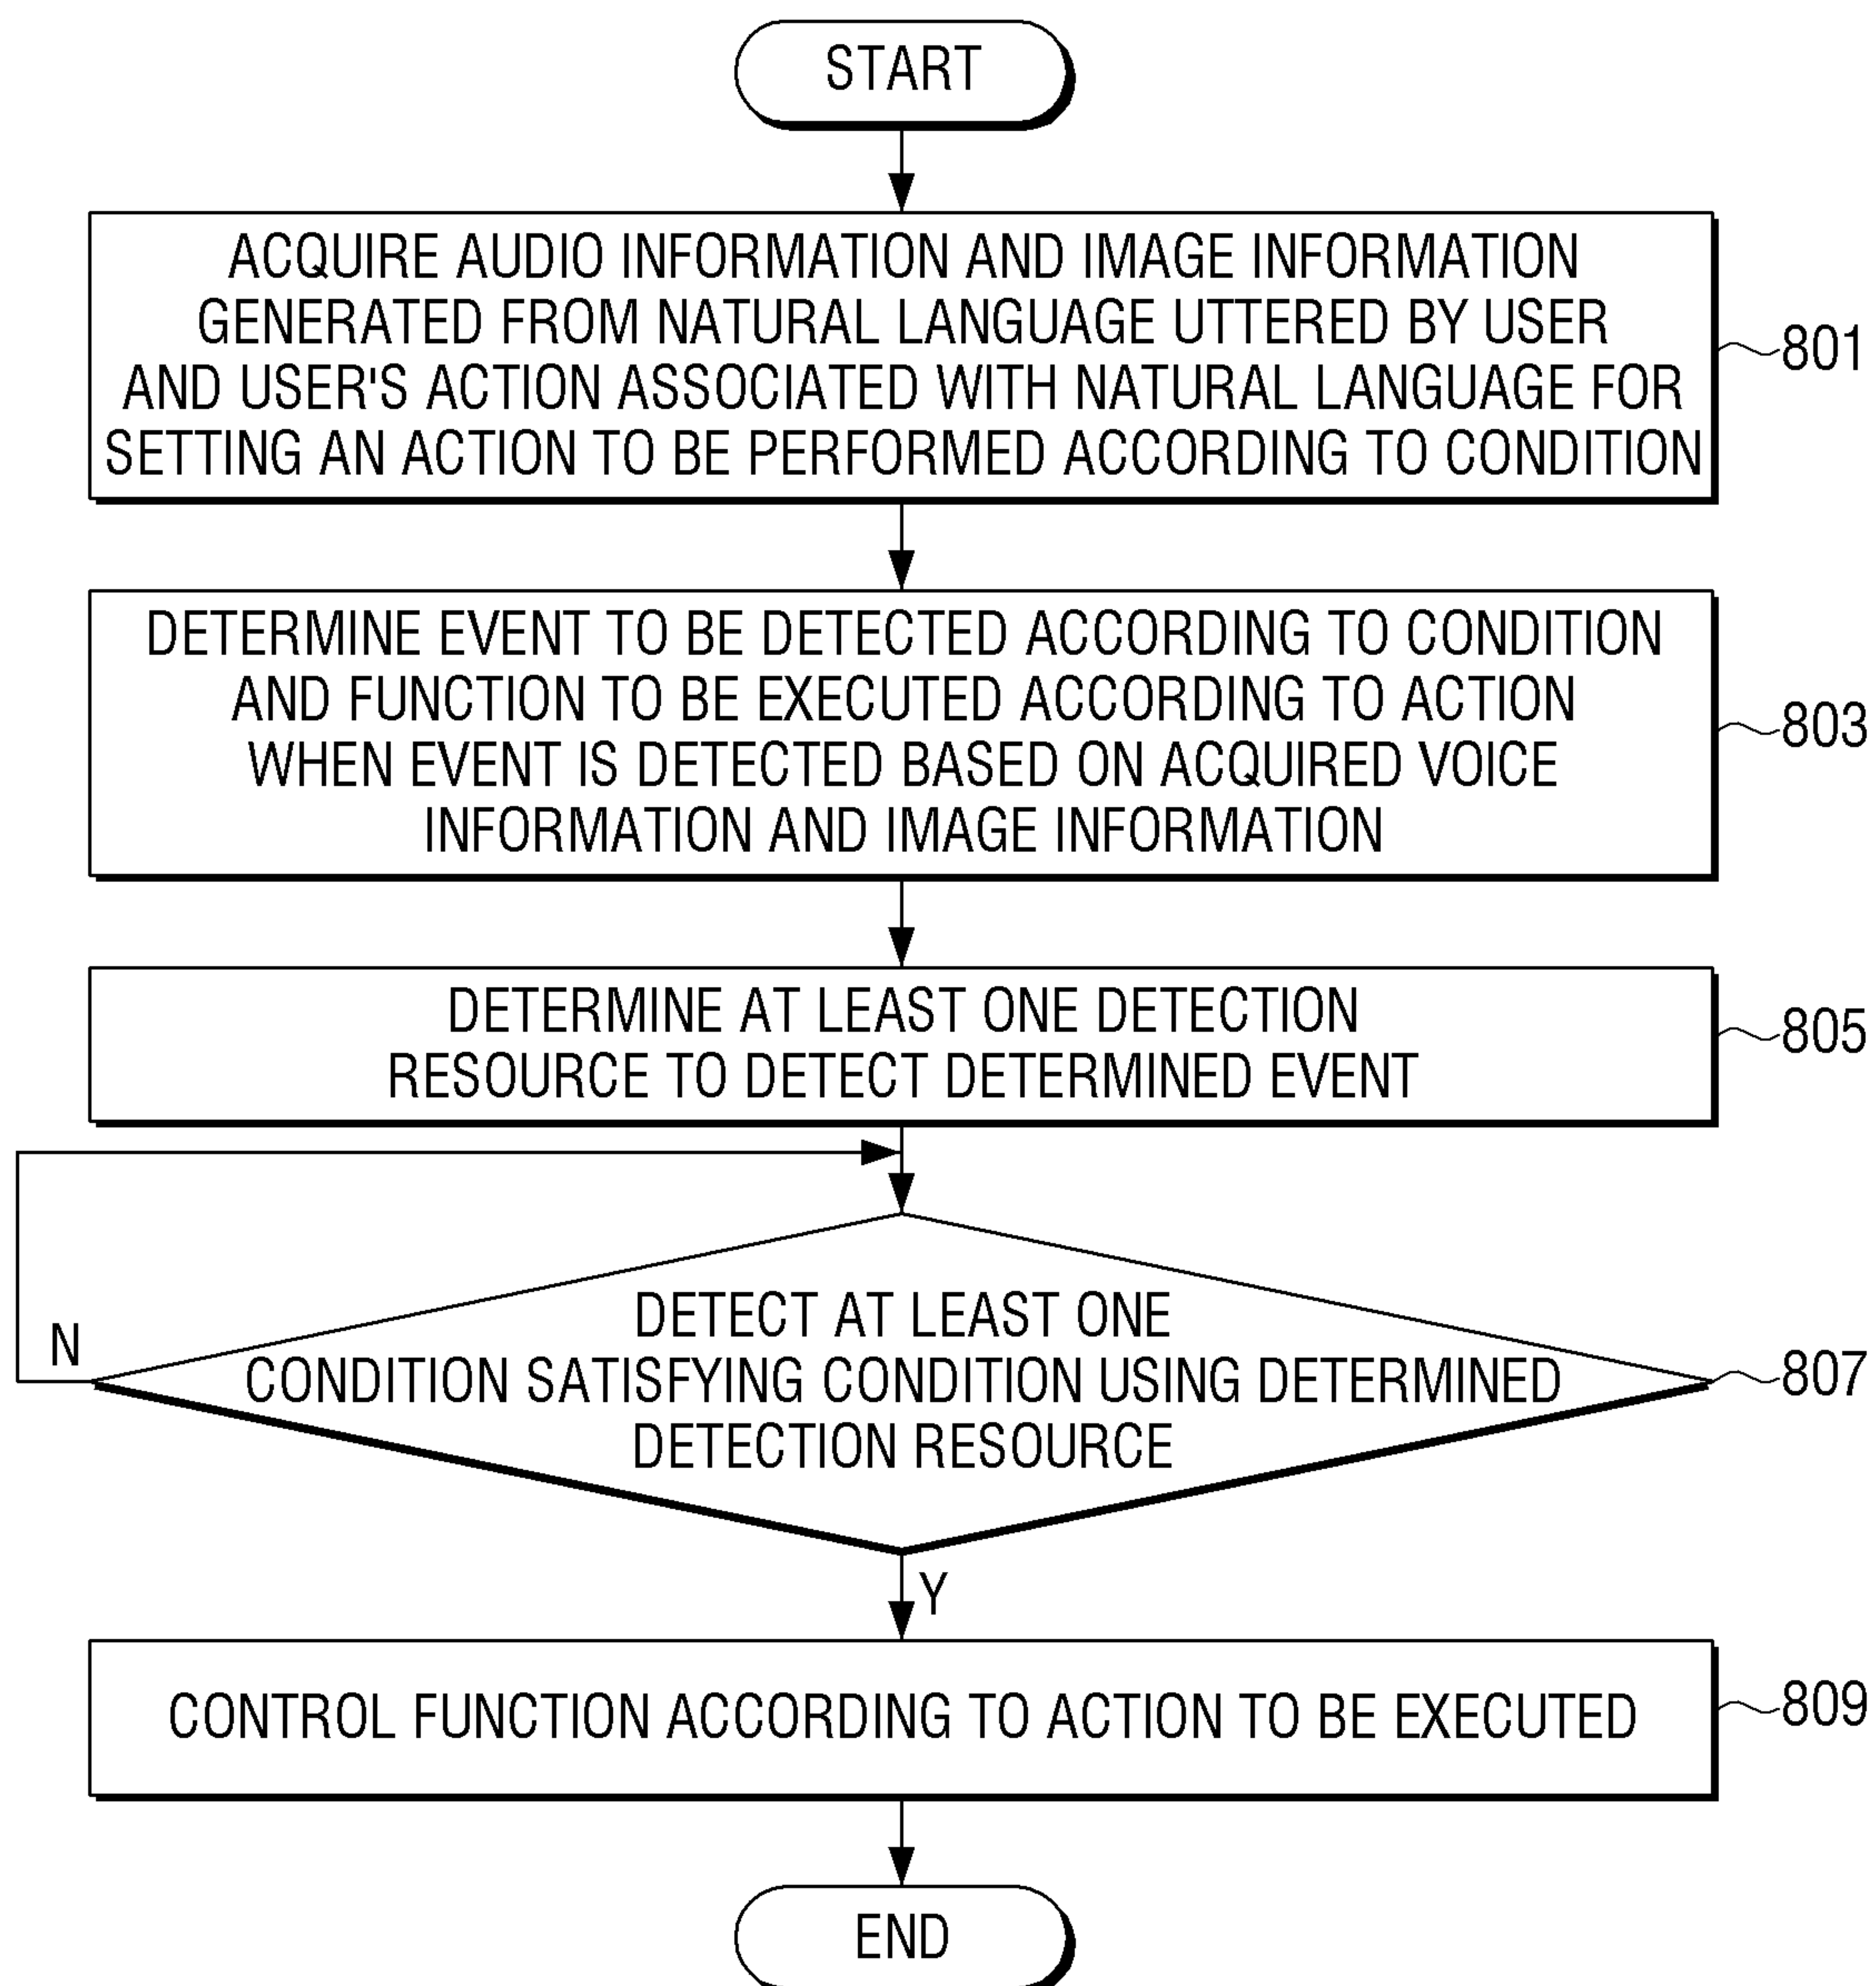 START
ACQUIRE AUDIO INFORMATION AND IMAGE INFORMATION
GENERATED FROM NATURAL LANGUAGE UTTERED BY USER
AND USER'S ACTION ASSOCIATED WITH NATURAL LANGUAGE FOR
SETTING AN ACTION TO BE PERFORMED ACCORDING TO CONDITION
801
DETERMINE EVENT TO BE DETECTED ACCORDING TO CONDITION
AND FUNCTION TO BE EXECUTED ACCORDING TO ACTION
WHEN EVENT IS DETECTED BASED ON ACQUIRED VOICE
INFORMATION AND IMAGE INFORMATION
803
DETERMINE AT LEAST ONE DETECTION
RESOURCE TO DETECT DETERMINED EVENT
805
DETECT AT LEAST ONE
CONDITION SATISFYING CONDITION USING DETERMINED
DETECTION RESOURCE
807
N
Y
CONTROL FUNCTION ACCORDING TO ACTION TO BE EXECUTED
809
END